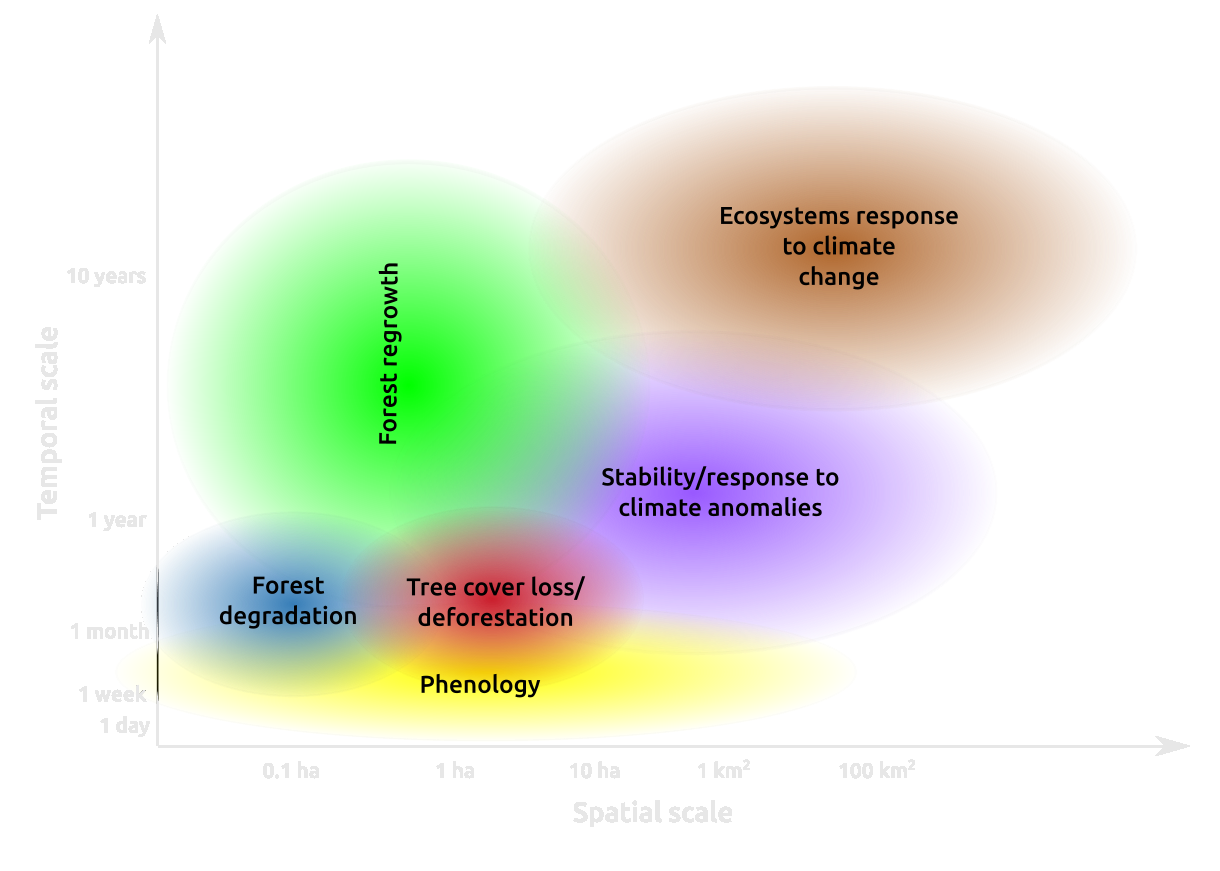 Ecosystems response
to climate
change
10 years
Forest regrowth
Temporal scale
Stability/response to
climate anomalies
1 year
Forest
degradation
Tree cover loss/
deforestation
1 month
Phenology
1 week
1 day
0.1 ha
1 ha
10 ha
1 km²
100 km²
Spatial scale